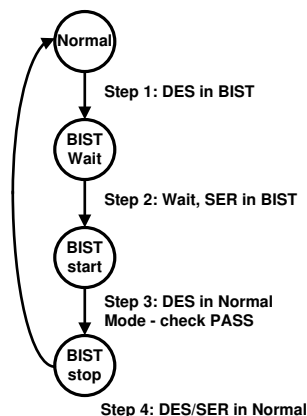 Normal
Step 1: DES in BIST
BIST
Wait
Step 2: Wait, SER in BIST
BIST
start
Step 3: DES in Normal
Mode - check PASS
BIST
stop
Step 4: DES/SER in Normal